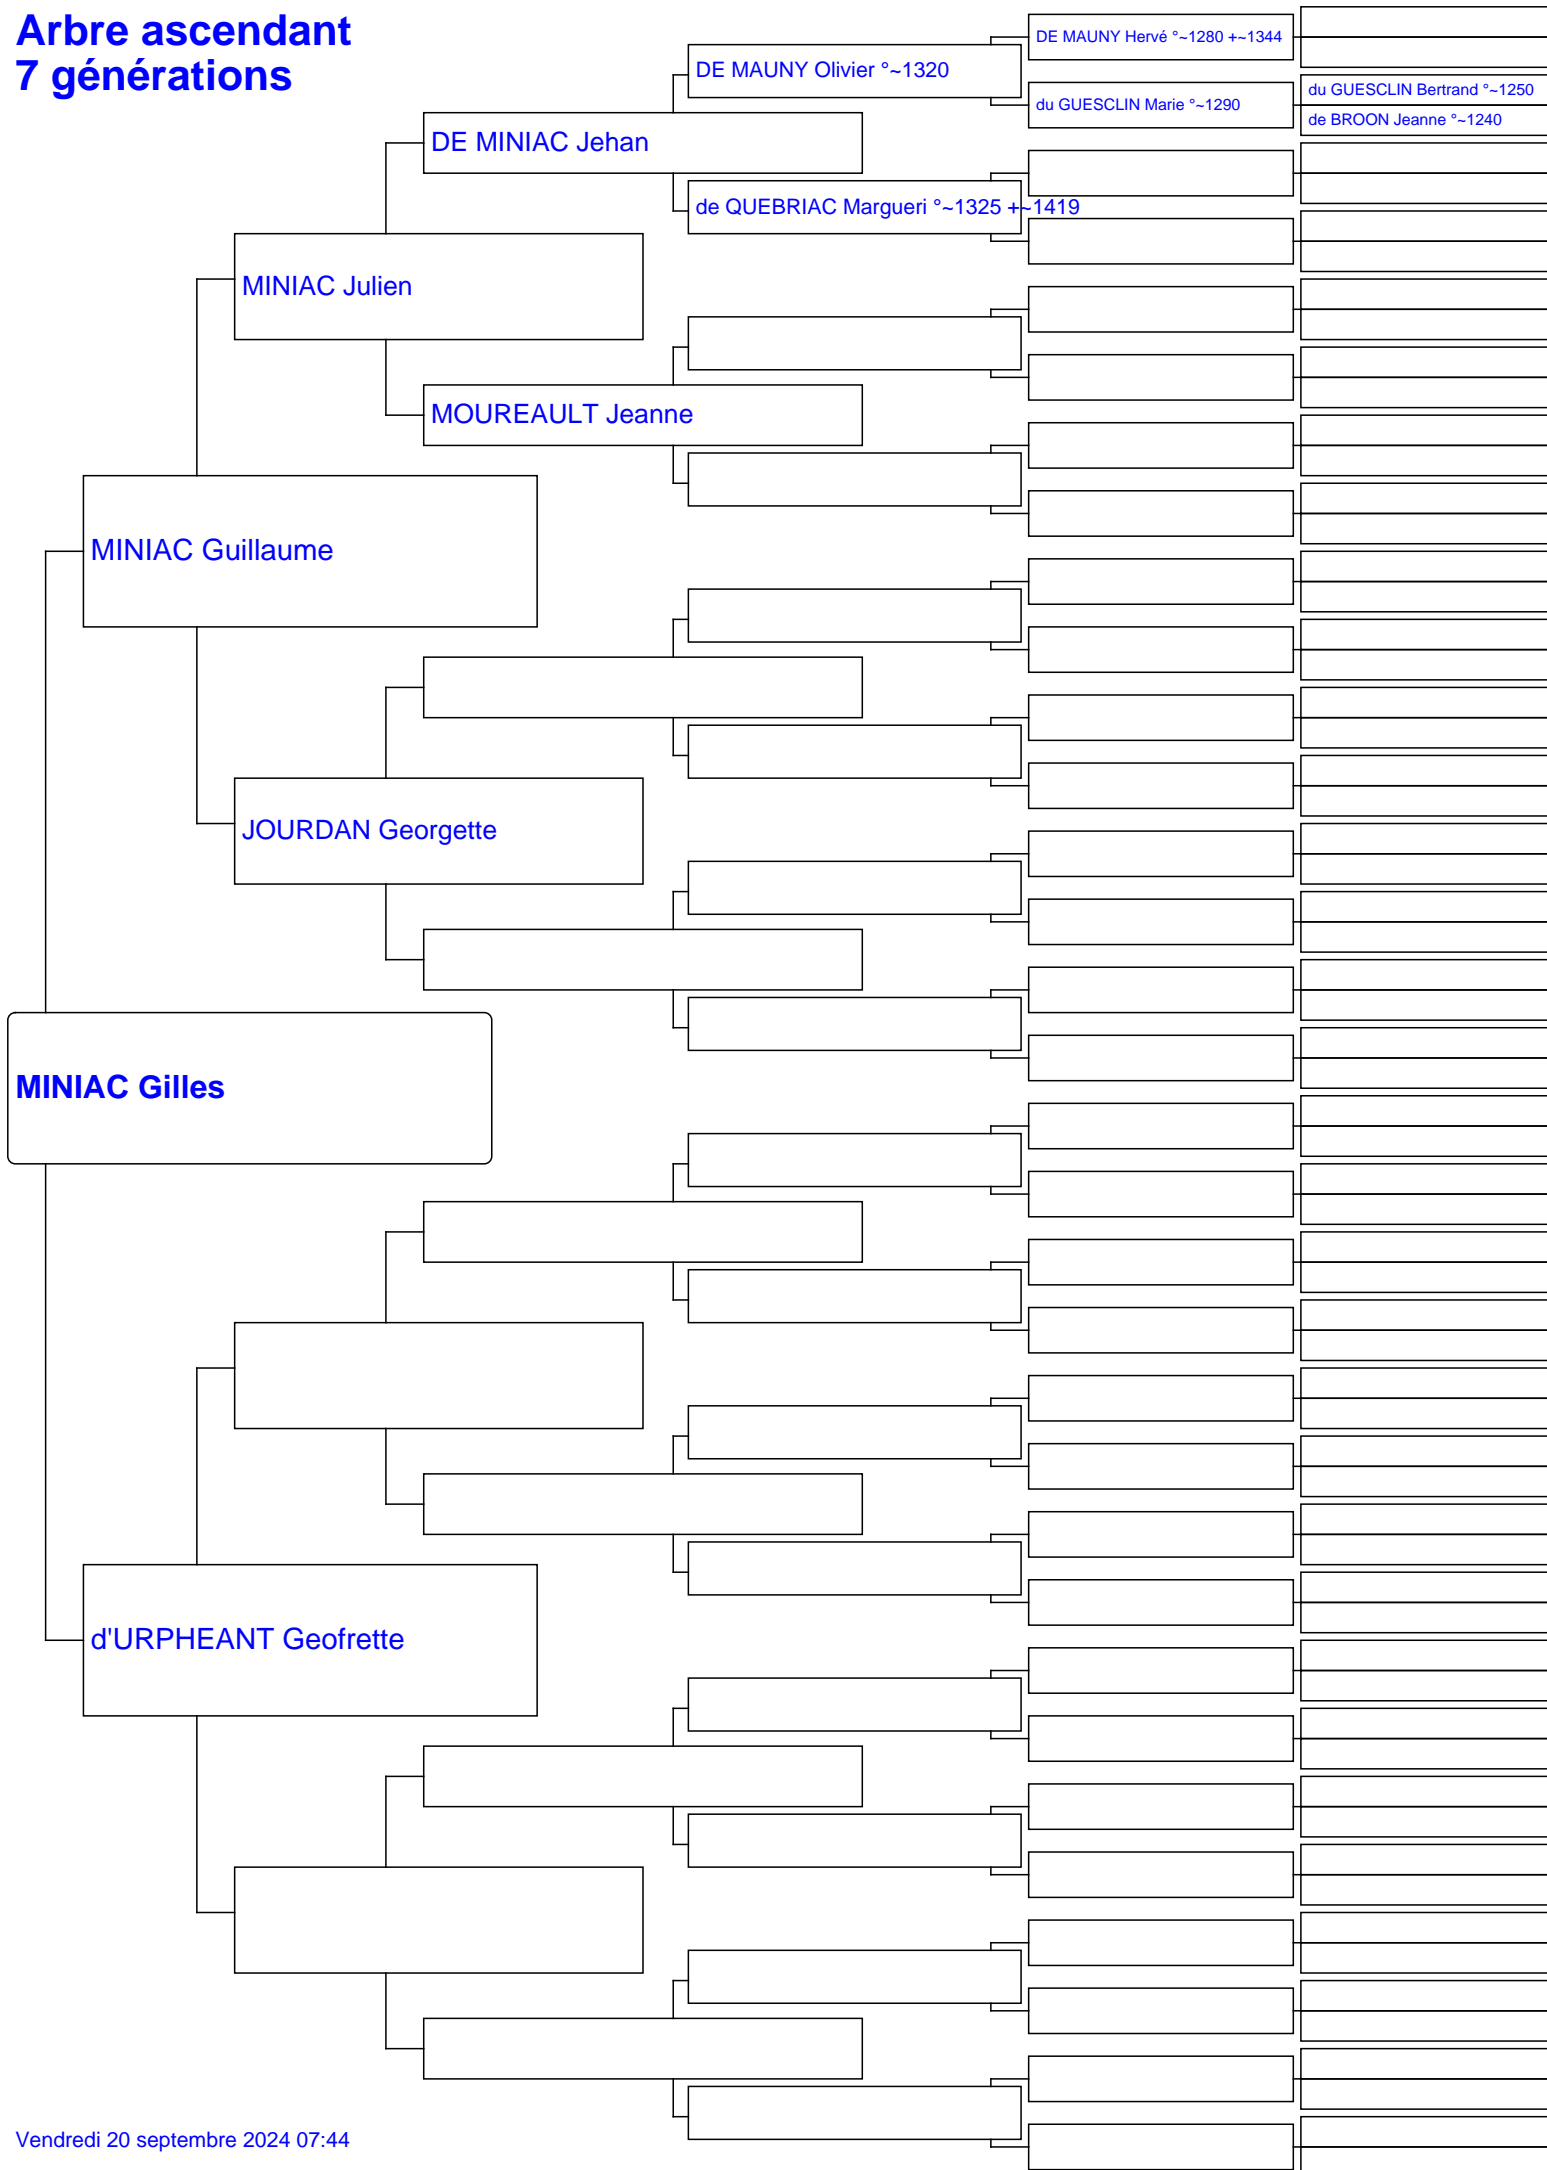 Arbre ascendant
7 générations
DE MAUNY Hervé °~1280 +~1344
DE MAUNY Olivier °~1320
du GUESCLIN Bertrand °~1250
du GUESCLIN Marie °~1290
de BROON Jeanne °~1240
DE MINIAC Jehan
de QUEBRIAC Margueri °~1325 +~1419
MINIAC Julien
MOUREAULT Jeanne
MINIAC Guillaume
JOURDAN Georgette
MINIAC Gilles
d'URPHEANT Geofrette
Vendredi 20 septembre 2024 07:44